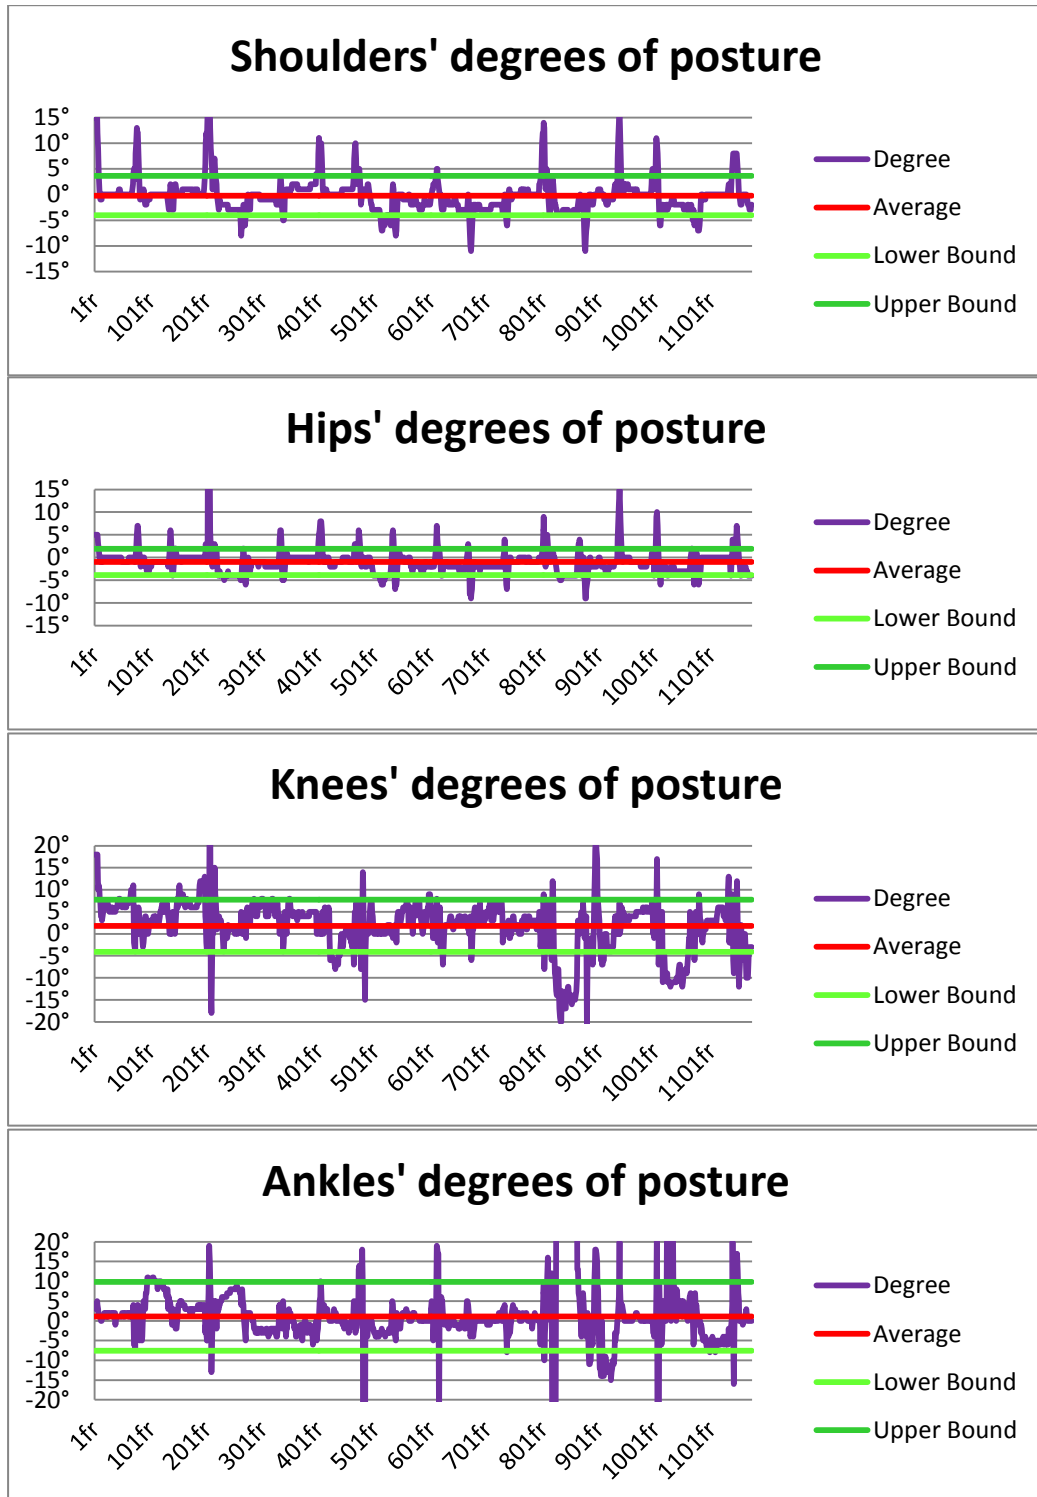 Shoulders' degrees of posture
15°
10°
5°
0°
-5°
-10°
-15°
1fr
101fr
201fr
301fr
401fr
501fr
601fr
701fr
801fr
901fr
1001fr
1101fr
Degree
Average
Lower Bound
Upper Bound
Hips' degrees of posture
15°
10°
5°
0°
-5°
-10°
-15°
1fr
101fr
201fr
301fr
401fr
501fr
601fr
701fr
801fr
901fr
1001fr
1101fr
Degree
Average
Lower Bound
Upper Bound
Knees' degrees of posture
20°
15°
10°
5°
0°
-5°
-10°
-15°
-20°
1fr
101fr
201fr
301fr
401fr
501fr
601fr
701fr
801fr
901fr
1001fr
1101fr
Degree
Average
Lower Bound
Upper Bound
Ankles' degrees of posture
20°
15°
10°
5°
0°
-5°
-10°
-15°
-20°
1fr
101fr
201fr
301fr
401fr
501fr
601fr
701fr
801fr
901fr
1001fr
1101fr
Degree
Average
Lower Bound
Upper Bound